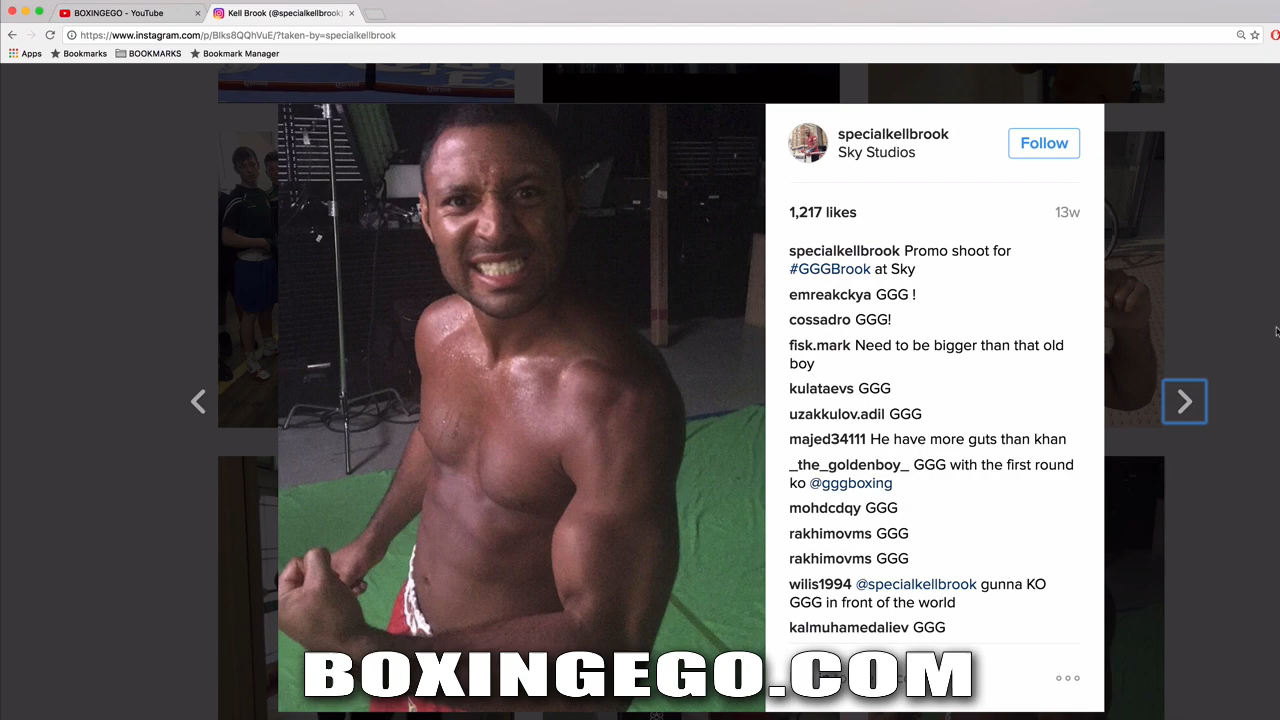 BOXINGEGO - YouTube
Kell Brook (@specialkellbrook)
https://www.instagram.com/p/BIks8QQhVuE/?taken-by=specialkellbrook
Apps Bookmarks BOOKMARKS Bookmark Manager
specialkellbrook
Sky Studios
Follow
1,217 likes 13w
specialkellbrook Promo shoot for
#GGGBrook at Sky
emreakckya GGG !
cossadro GGG!
fisk.mark Need to be bigger than that old
boy
kulataevs GGG
uzakkulov.adil GGG
majed34111 He have more guts than khan
_the_goldenboy_ GGG with the first round
ko @gggboxing
mohdcdqy GGG
rakhimovms GGG
rakhimovms GGG
wilis1994 @specialkellbrook gunna KO
GGG in front of the world
kalmuhamedaliev GGG
BOXINGEGO.COM